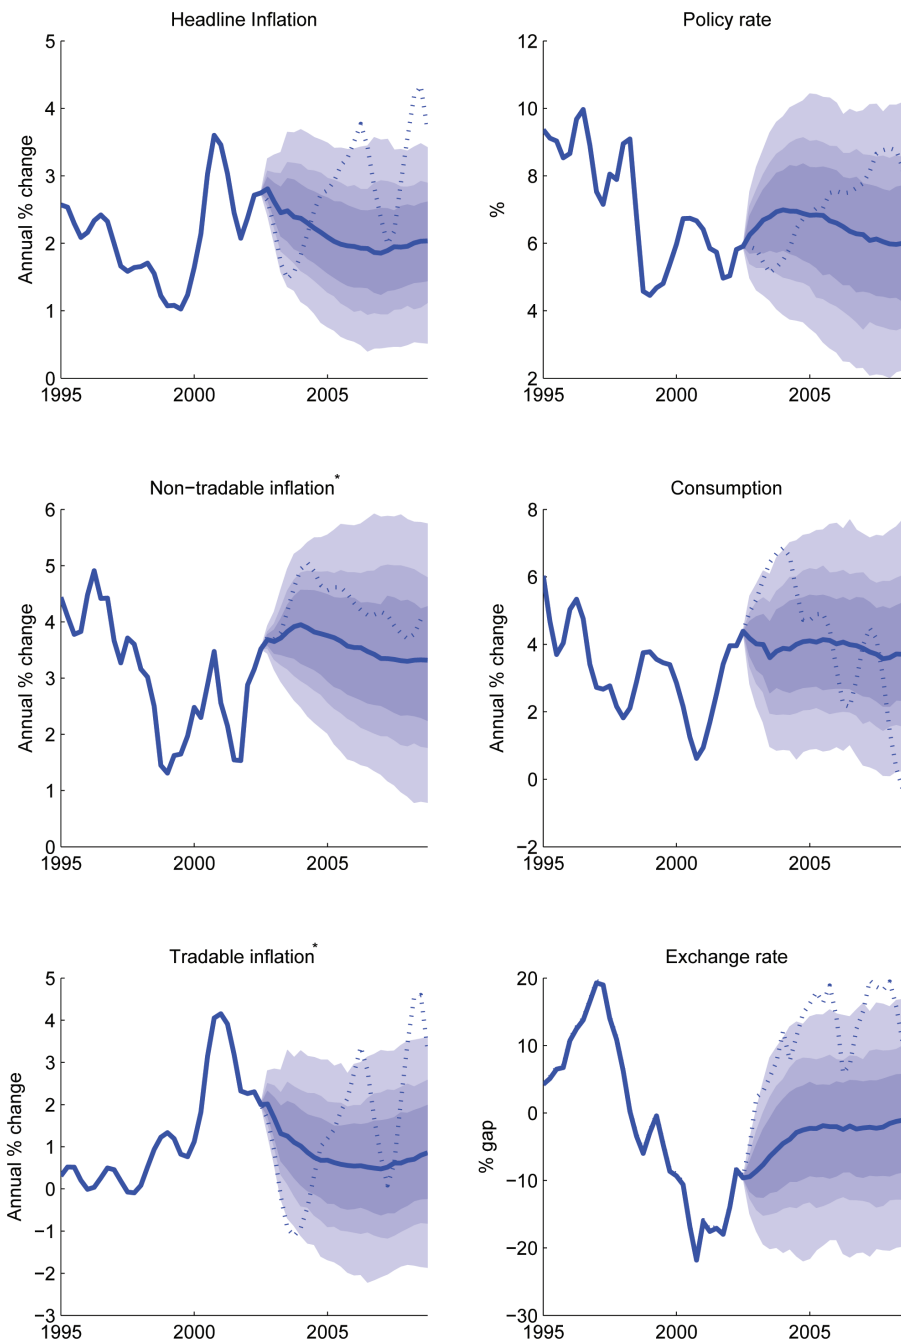 Headline Inflation
Annual % change
5
4
3
2
1
0
1995 2000 2005
Policy rate
%
12
10
8
6
4
2
1995 2000 2005
Non−tradable inflation*
Annual % change
6
5
4
3
2
1
0
1995 2000 2005
Consumption
Annual % change
8
6
4
2
0
−2
1995 2000 2005
Tradable inflation*
Annual % change
5
4
3
2
1
0
−1
−2
−3
1995 2000 2005
Exchange rate
% gap
20
10
0
−10
−20
−30
1995 2000 2005